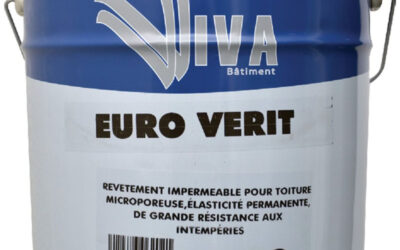 VIVA
Bâtiment
EURO VERIT
REVETEMENT IMPERMEABLE POUR TOITURE
MICROPOREUSE,ÉLASTICITÉ PERMANENTE,
DE GRANDE RÉSISTANCE AUX
INTEMPÉRIES